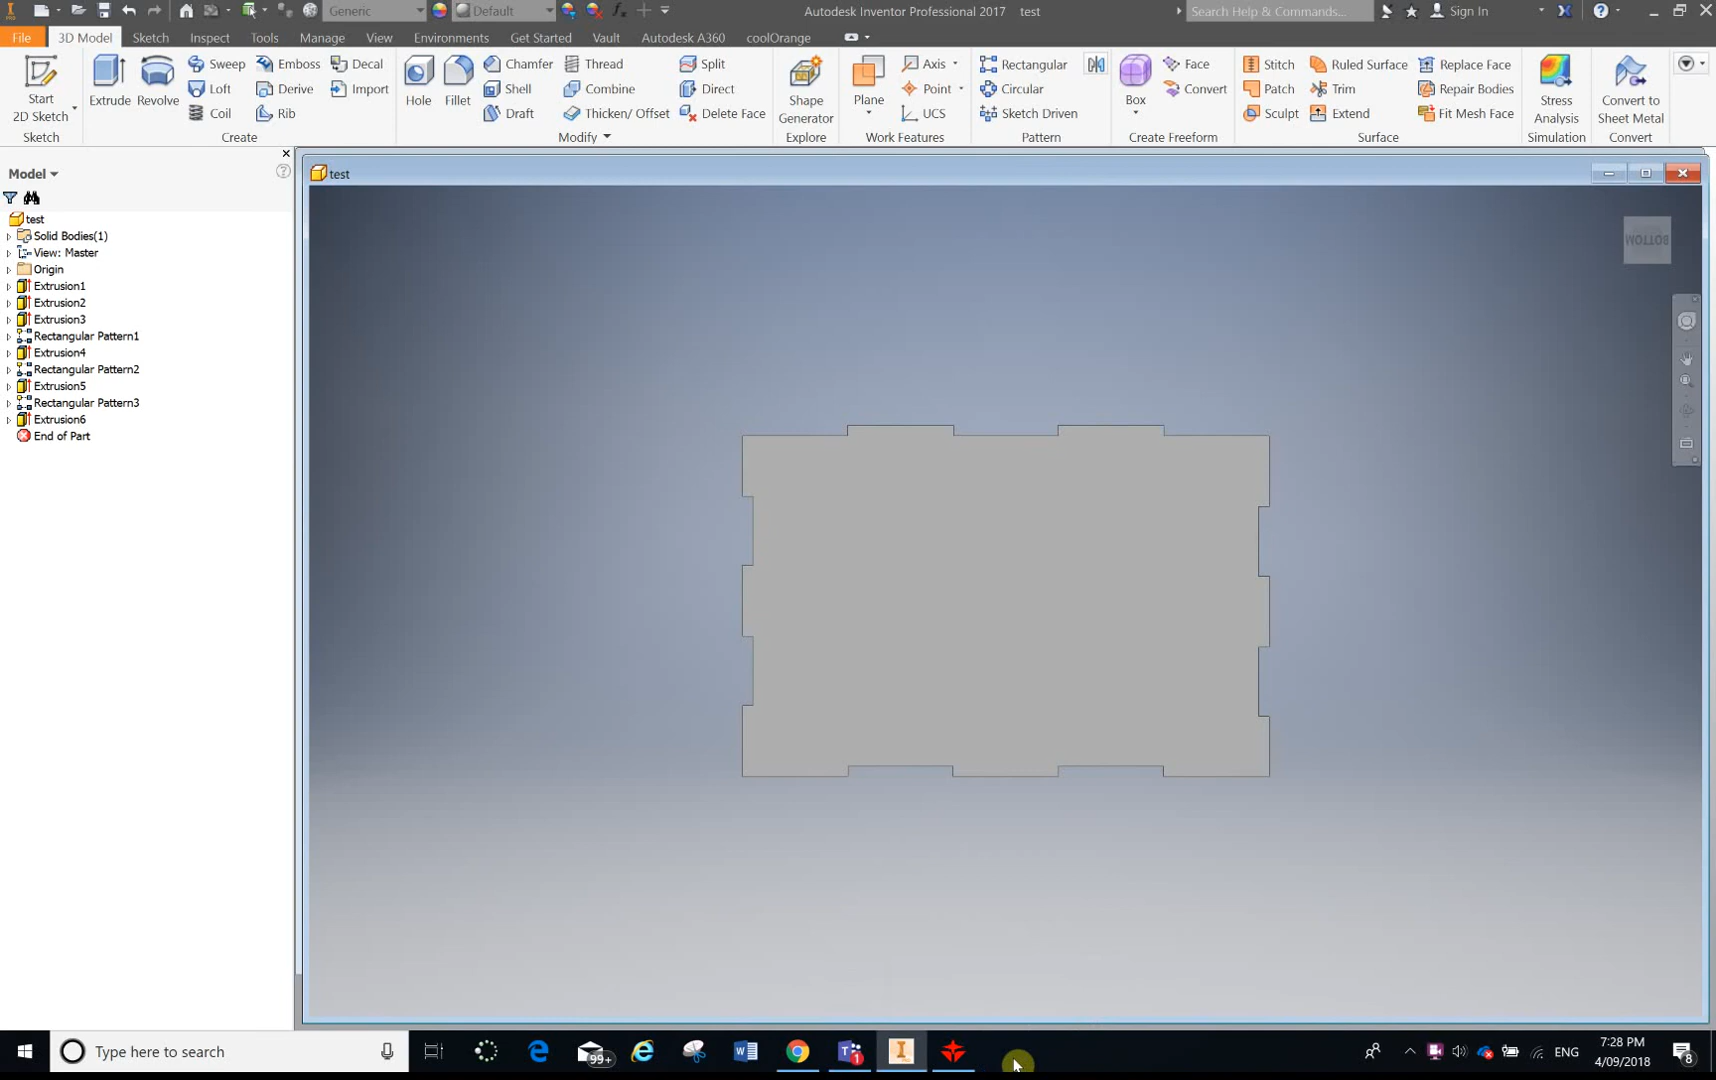 Generic Default Autodesk Inventor Professional 2017 test Search Help & Commands... Sign In
File 3D Model Sketch Inspect Tools Manage View Environments Get Started Vault Autodesk A360 coolOrange
Start
2D Sketch
Sketch
Extrude
Revolve
Sweep
Emboss
Decal
Loft
Derive
Import
Coil
Rib
Create
Hole
Fillet
Chamfer
Thread
Split
Shell
Combine
Direct
Draft
Thicken/ Offset
Delete Face
Modify
Shape
Generator
Explore
Plane
Axis
Point
UCS
Work Features
Rectangular
Circular
Sketch Driven
Pattern
Box
Face
Convert
Create Freeform
Stitch
Ruled Surface
Replace Face
Patch
Trim
Repair Bodies
Sculpt
Extend
Fit Mesh Face
Surface
Stress
Analysis
Simulation
Convert to
Sheet Metal
Convert
Model
test
Solid Bodies(1)
View: Master
Origin
Extrusion1
Extrusion2
Extrusion3
Rectangular Pattern1
Extrusion4
Rectangular Pattern2
Extrusion5
Rectangular Pattern3
Extrusion6
End of Part
test
BOTTOM
Type here to search
99+
1
ENG
7:28 PM
4/09/2018
8